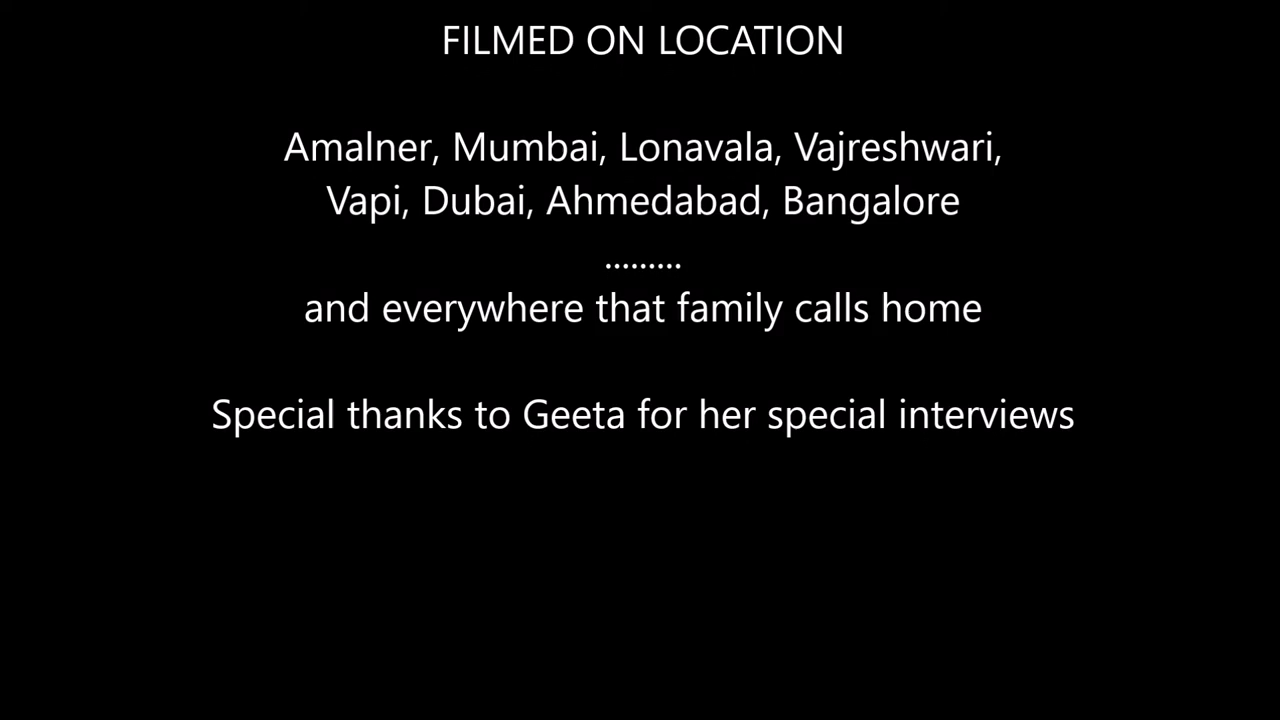 FILMED ON LOCATION
Amalner, Mumbai, Lonavala, Vajreshwari,
Vapi, Dubai, Ahmedabad, Bangalore
.........
and everywhere that family calls home
Special thanks to Geeta for her special interviews